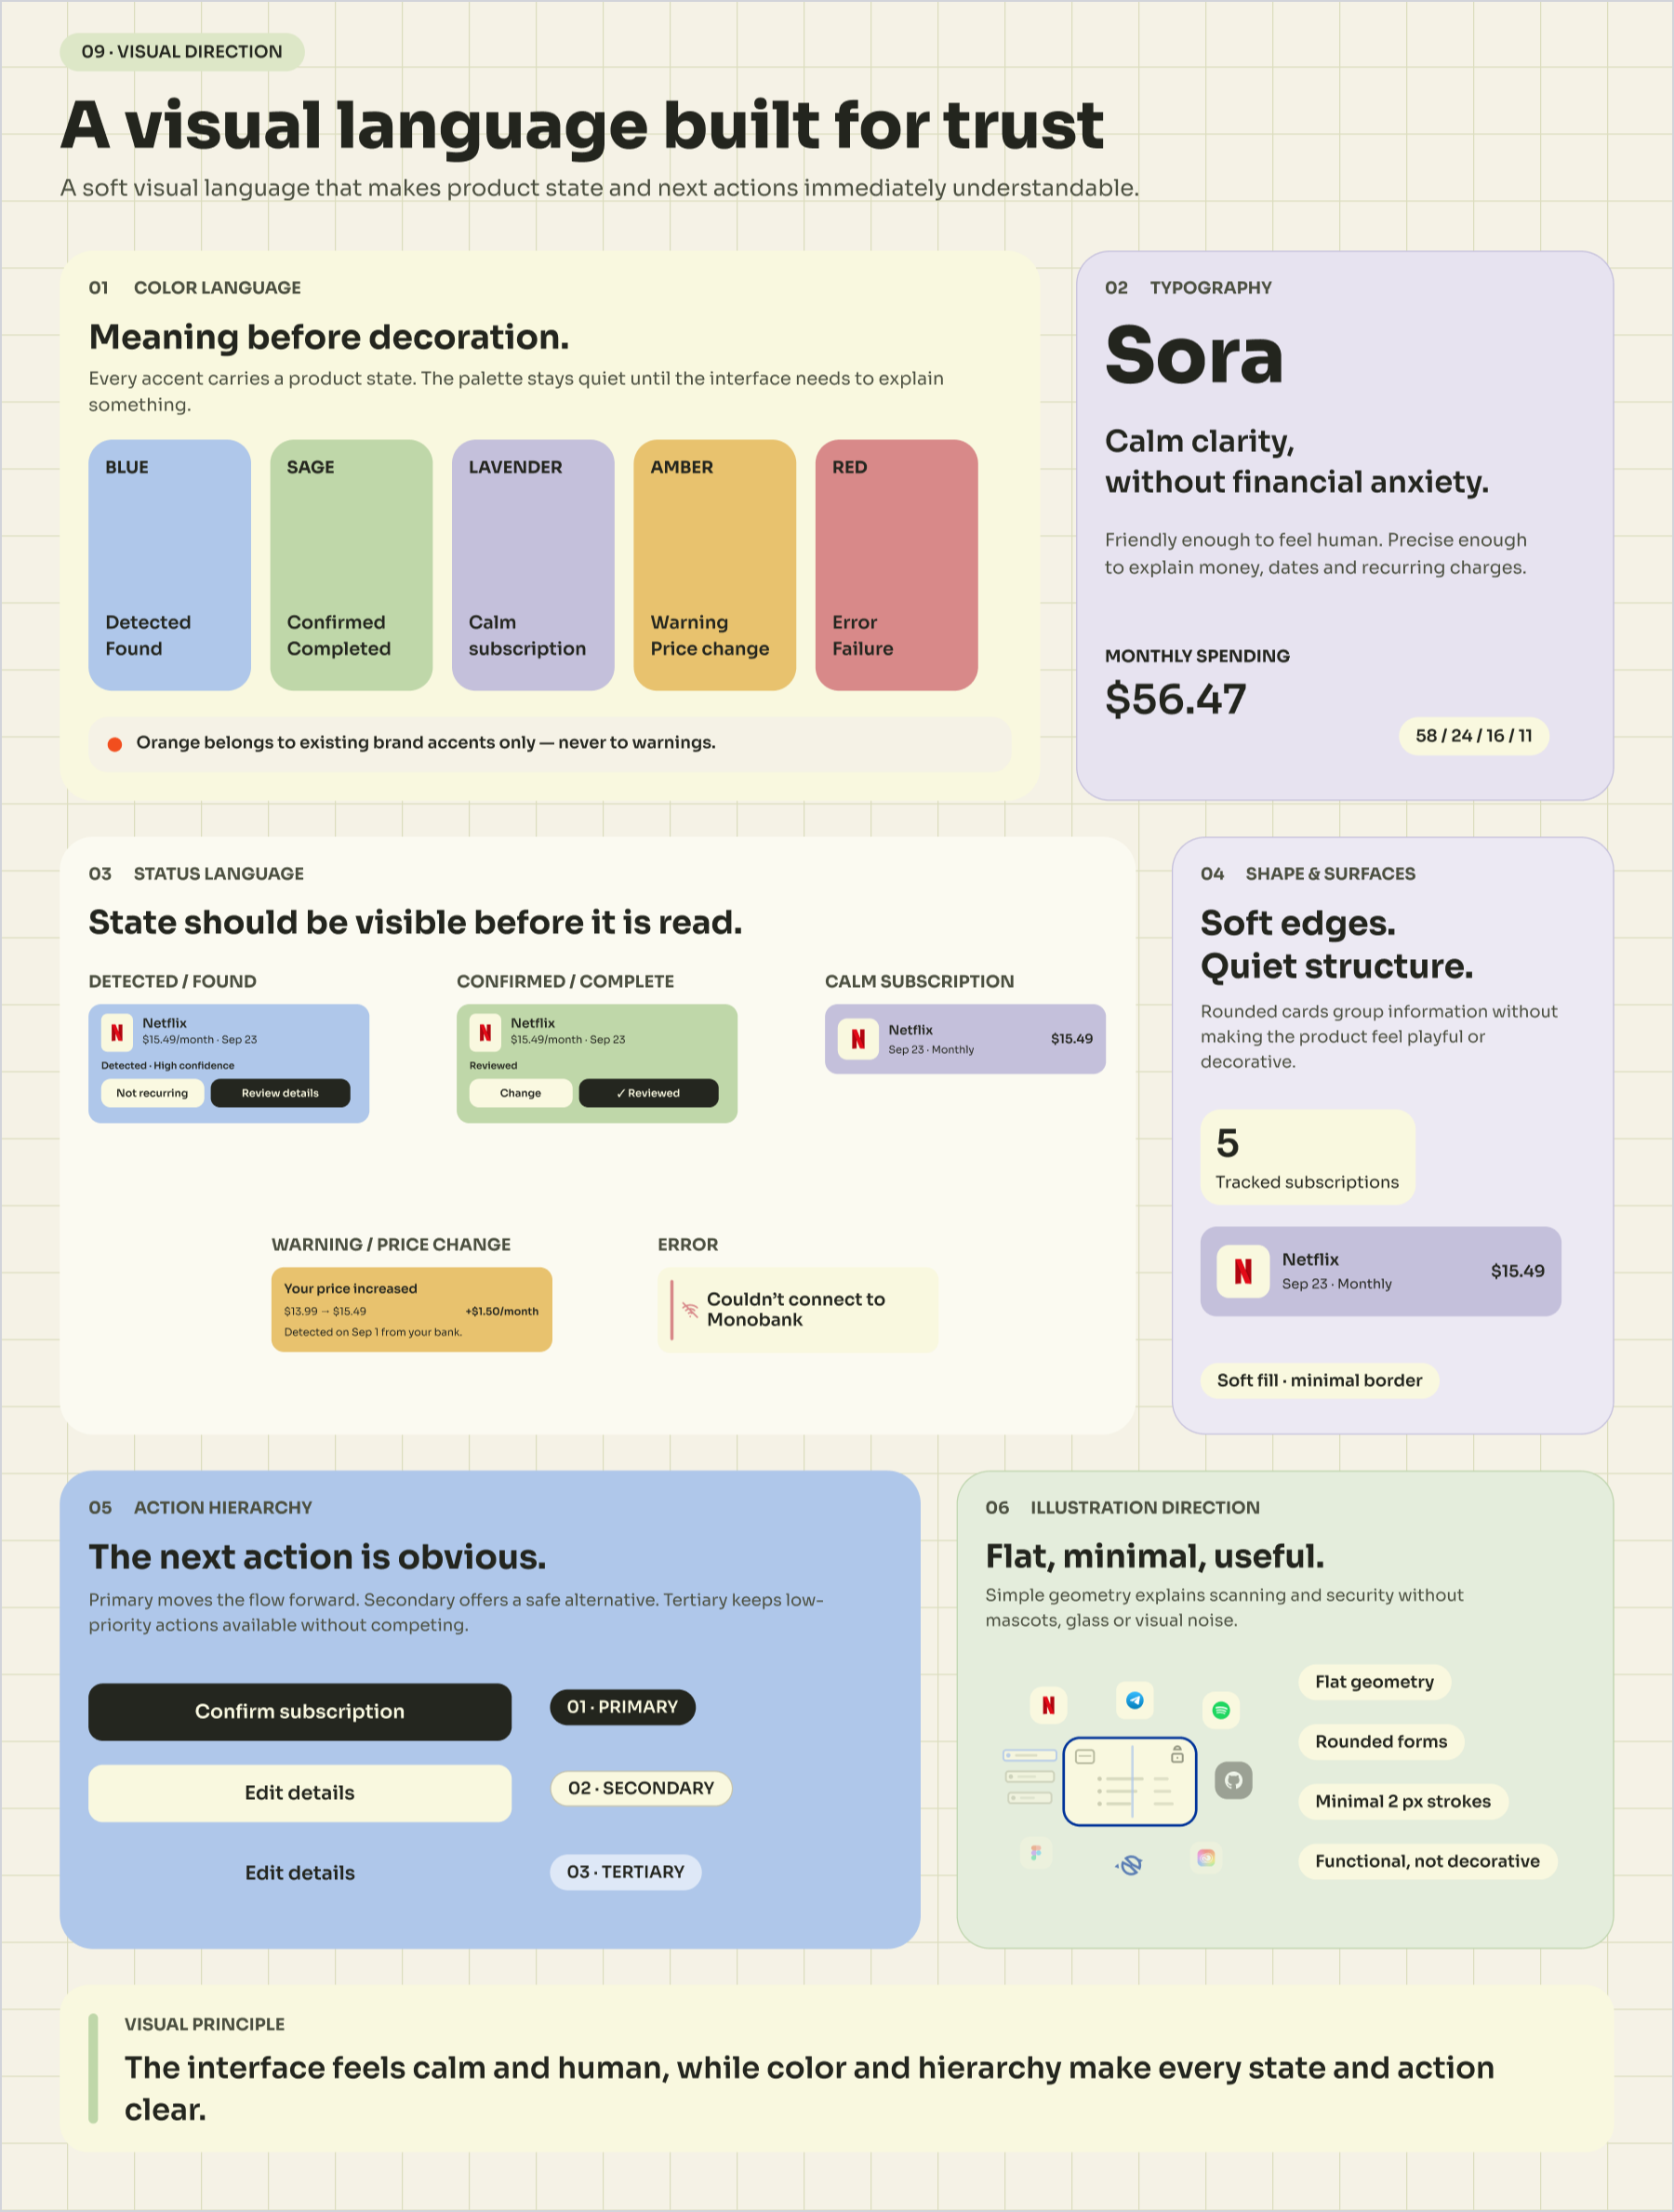 09 · VISUAL DIRECTION
A visual language built for trust
A soft visual language that makes product state and next actions immediately understandable.
01 COLOR LANGUAGE
Meaning before decoration.
Every accent carries a product state. The palette stays quiet until the interface needs to explain
something.
BLUE
Detected
Found
SAGE
Confirmed
Completed
LAVENDER
Calm
subscription
AMBER
Warning
Price change
RED
Error
Failure
Orange belongs to existing brand accents only — never to warnings.
02 TYPOGRAPHY
Sora
Calm clarity,
without financial anxiety.
Friendly enough to feel human. Precise enough
to explain money, dates and recurring charges.
MONTHLY SPENDING
$56.47
58 / 24 / 16 / 11
03 STATUS LANGUAGE
State should be visible before it is read.
DETECTED / FOUND
N
Netflix
$15.49/month · Sep 23
Detected · High confidence
Not recurring
Review details
CONFIRMED / COMPLETE
N
Netflix
$15.49/month · Sep 23
Reviewed
Change
✓ Reviewed
CALM SUBSCRIPTION
N
Netflix
Sep 23 · Monthly
$15.49
WARNING / PRICE CHANGE
Your price increased
$13.99 → $15.49 +$1.50/month
Detected on Sep 1 from your bank.
ERROR
Couldn’t connect to
Monobank
04 SHAPE & SURFACES
Soft edges.
Quiet structure.
Rounded cards group information without
making the product feel playful or
decorative.
5
Tracked subscriptions
N
Netflix
Sep 23 · Monthly
$15.49
Soft fill · minimal border
05 ACTION HIERARCHY
The next action is obvious.
Primary moves the flow forward. Secondary offers a safe alternative. Tertiary keeps low-
priority actions available without competing.
Confirm subscription
01 · PRIMARY
Edit details
02 · SECONDARY
Edit details
03 · TERTIARY
06 ILLUSTRATION DIRECTION
Flat, minimal, useful.
Simple geometry explains scanning and security without
mascots, glass or visual noise.
N
Flat geometry
Rounded forms
Minimal 2 px strokes
Functional, not decorative
VISUAL PRINCIPLE
The interface feels calm and human, while color and hierarchy make every state and action
clear.